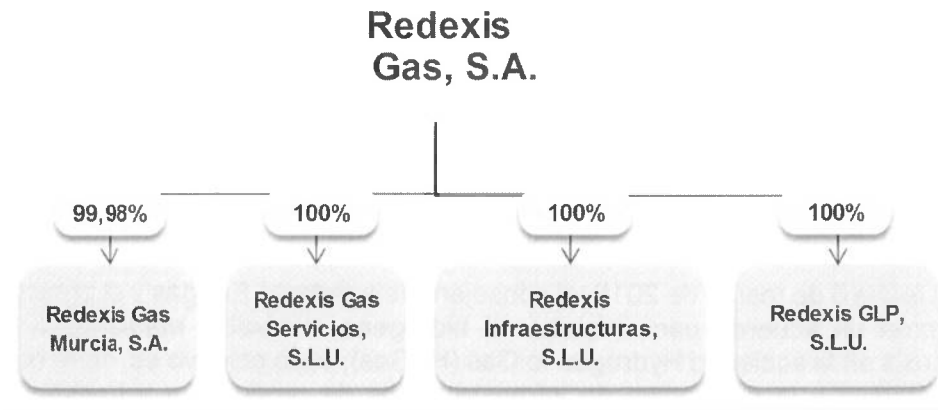 Redexis
Gas, S.A.
99,98%
100%
100%
100%
Redexis Gas
Murcia, S.A.
Redexis Gas
Servicios,
S.L.U.
Redexis
Infraestructuras,
S.L.U.
Redexis GLP,
S.L.U.